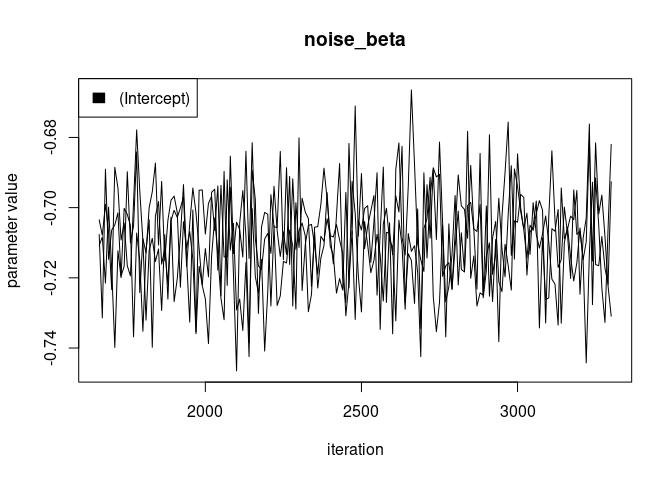 noise_beta
(Intercept)
parameter value
-0.68
-0.70
-0.72
-0.74
2000
2500
3000
iteration